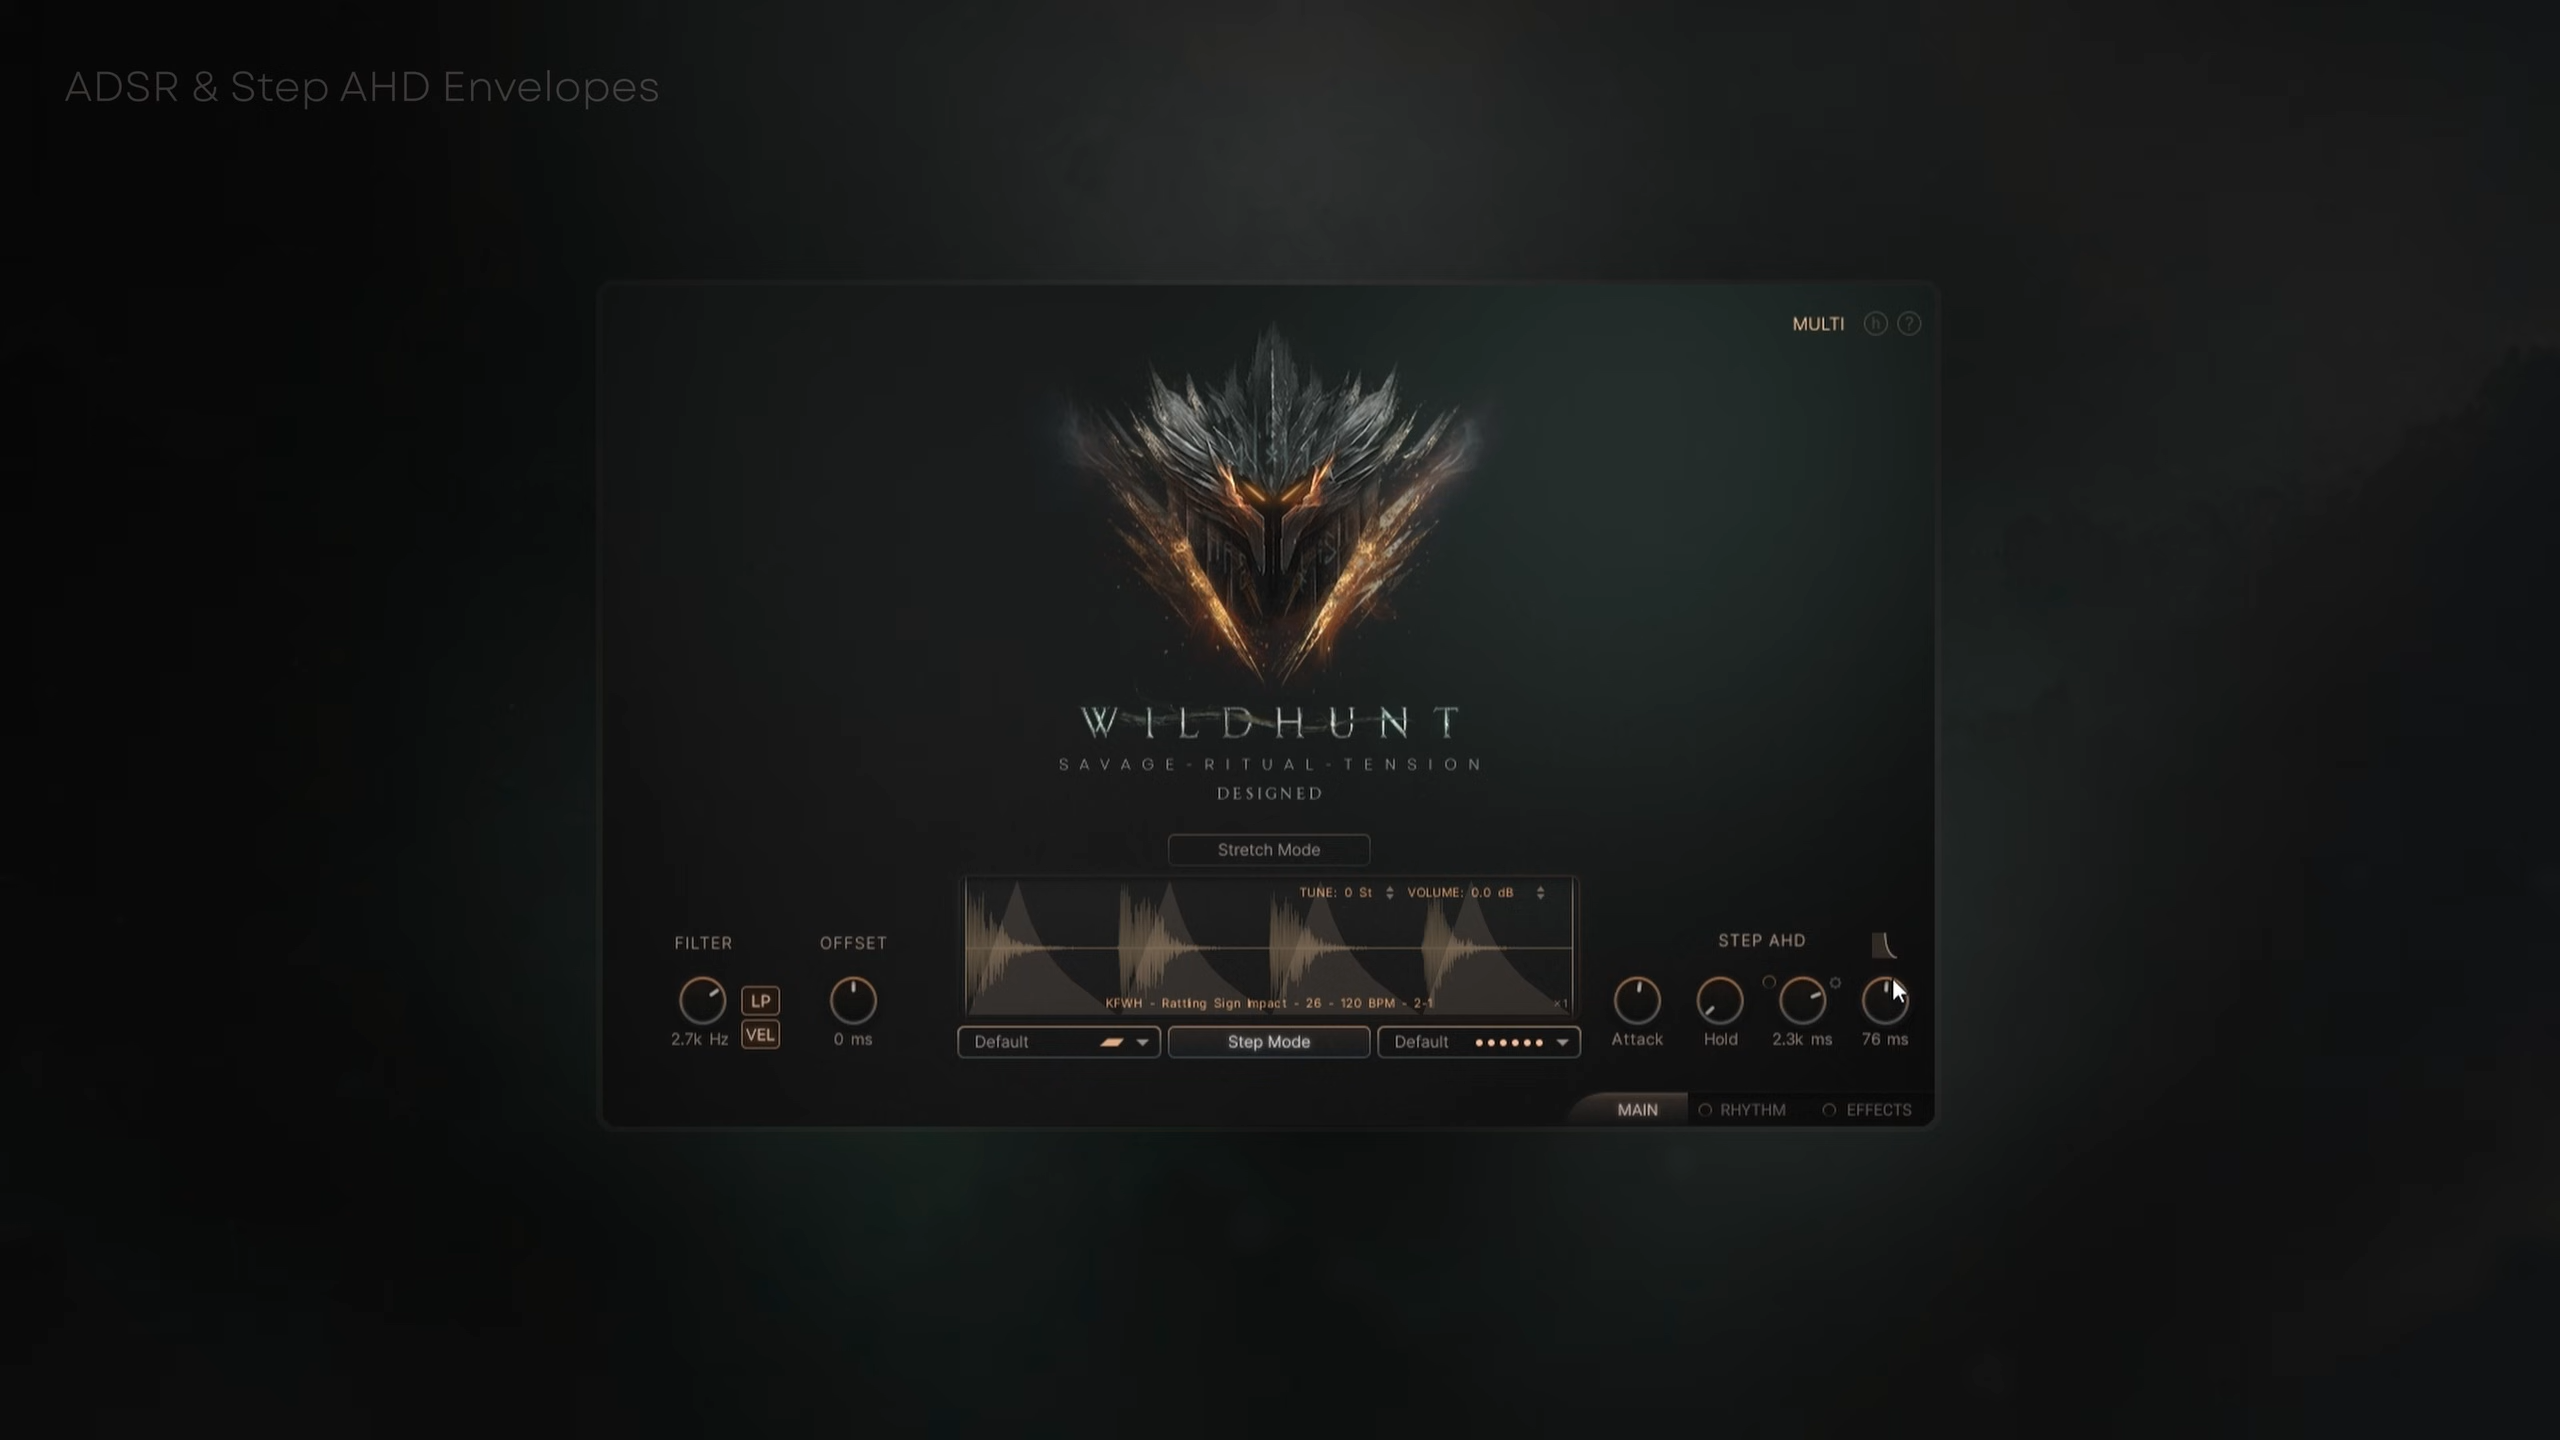 ADSR & Step AHD Envelopes
MULTI h ?
WILDHUNT
SAVAGE-RITUAL-TENSION
DESIGNED
Stretch Mode
TUNE: 0 St VOLUME: 0.0 dB
FILTER OFFSET STEP AHD
LP
VEL
KFWH - Ratting Sign Impact - 26 - 120 BPM - 2-1 x1
2.7k Hz 0 ms Attack Hold 2.3k ms 76 ms
Default Step Mode Default
MAIN RHYTHM EFFECTS